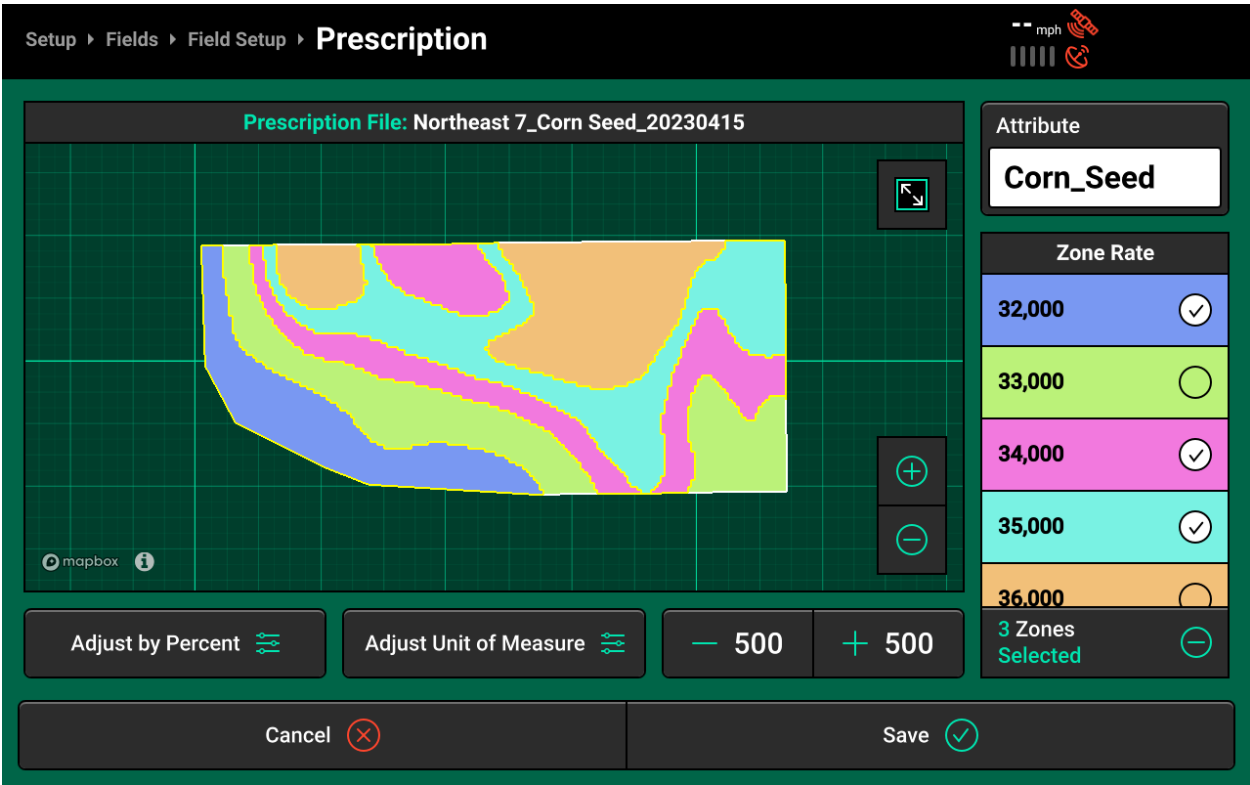 Setup ▸ Fields ▸ Field Setup ▸ Prescription
-- mph
Prescription File: Northeast 7_Corn Seed_20230415
Attribute
Corn_Seed
Zone Rate
32,000
33,000
34,000
35,000
36,000
3 Zones
Selected
mapbox
Adjust by Percent
Adjust Unit of Measure
— 500
+ 500
Cancel
Save